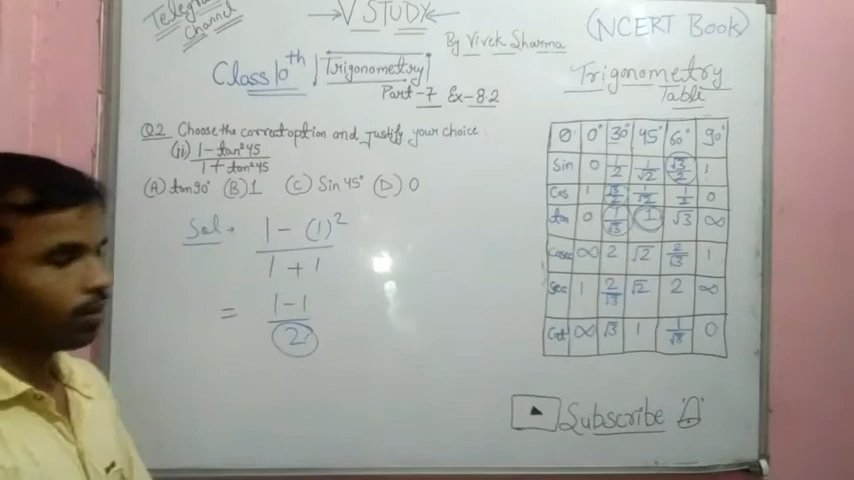 Telegram
Channel
V STUDY
By Vivek Sharma
(NCERT Book)
Class 10th
Trigonometry
Part-7 Ex-8.2
Q2 Choose the correct option and Justify your choice
(ii) 1-tan²45
1+tan²45
(A) tan90° (B) 1 (C) Sin 45° (D) 0
Sol.
1-(1)²
1+1
= 1-1
2
Trigonometry
Table
θ 0° 30° 45° 60° 90°
Sin 0 1/2 1/√2 √3/2 1
Cos 1 √3/2 1/√2 1/2 0
tan 0 1/√3 1 √3 ∞
Cosec ∞ 2 √2 2/√3 1
Sec 1 2/√3 √2 2 ∞
Cot ∞ √3 1 1/√3 0
Subscribe